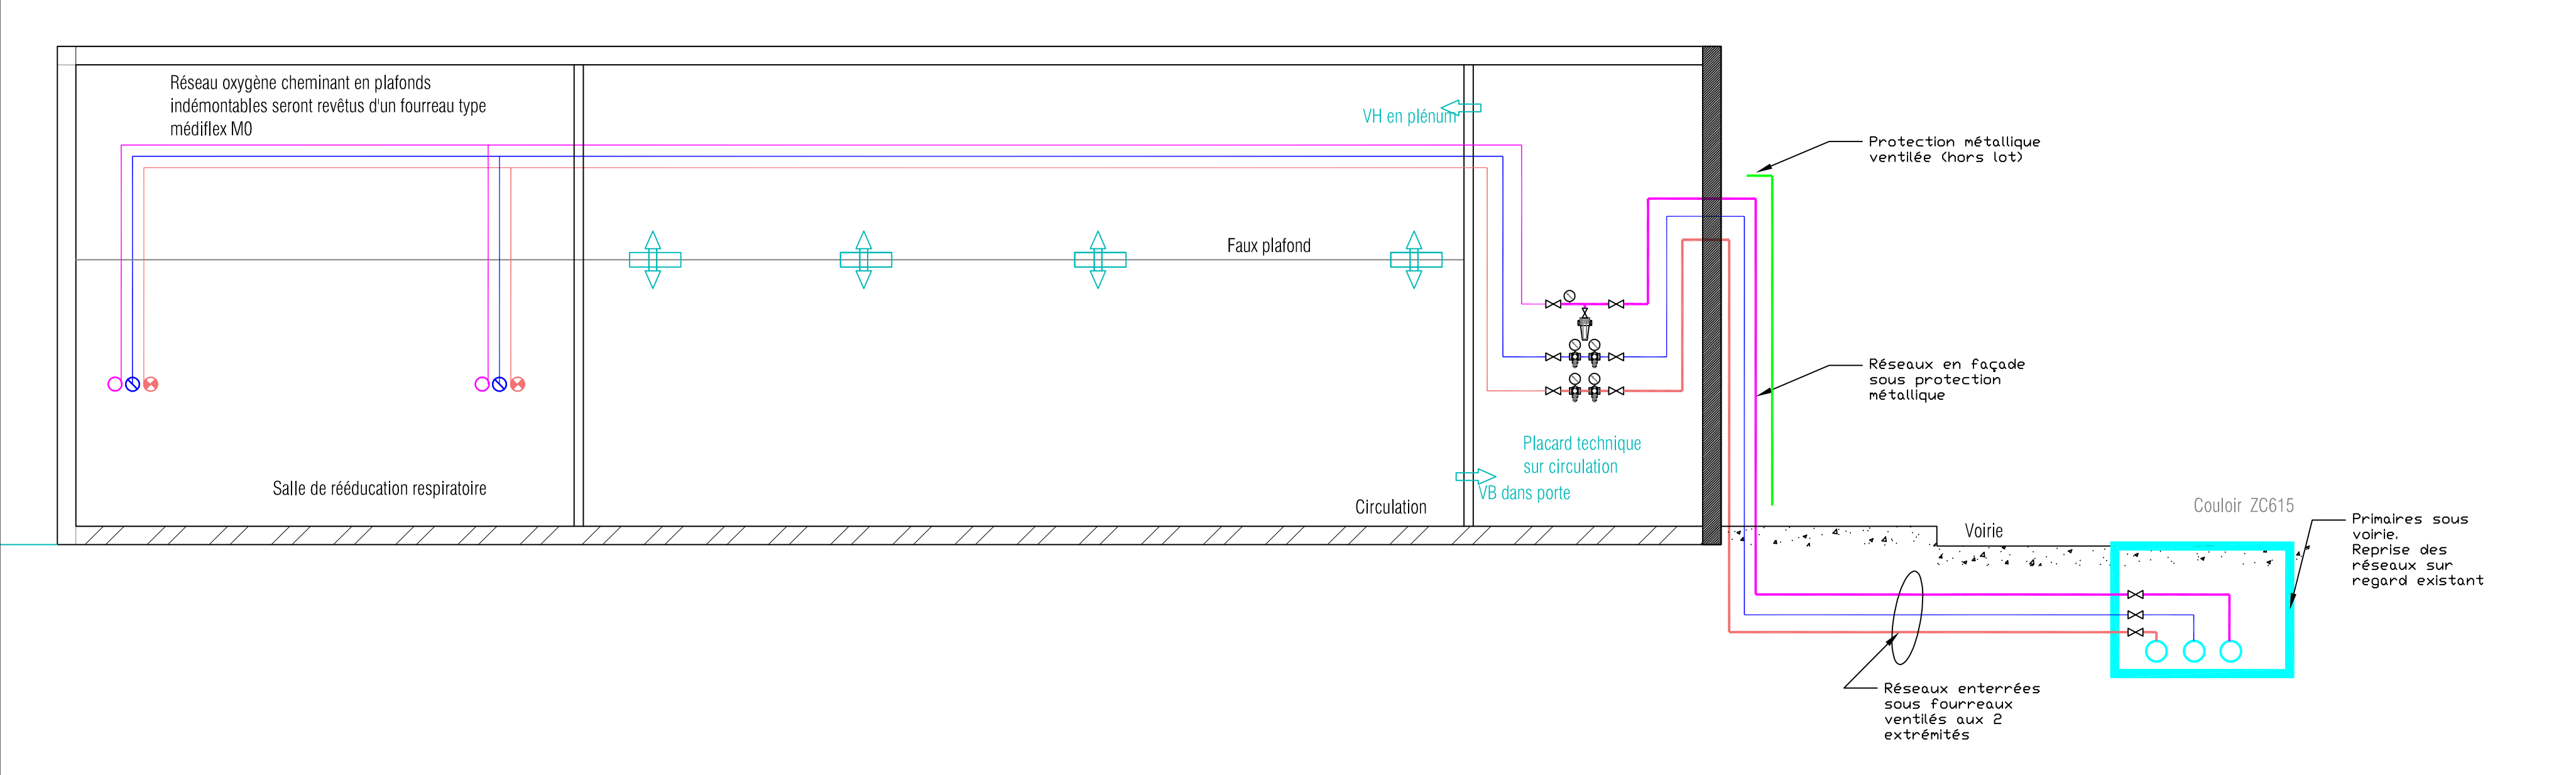 Réseau oxygène cheminant en plafonds
indémontables seront revêtus d'un fourreau type
médiflex M0
VH en plénum
Protection métallique
ventilée (hors lot)
Faux plafond
Réseaux en façade
sous protection
métallique
Placard technique
sur circulation
VB dans porte
Salle de rééducation respiratoire
Circulation
Couloir ZC615
Voirie
Primaires sous
voirie.
Reprise des
réseaux sur
regard existant
Réseaux enterrées
sous fourreaux
ventilés aux 2
extrémités